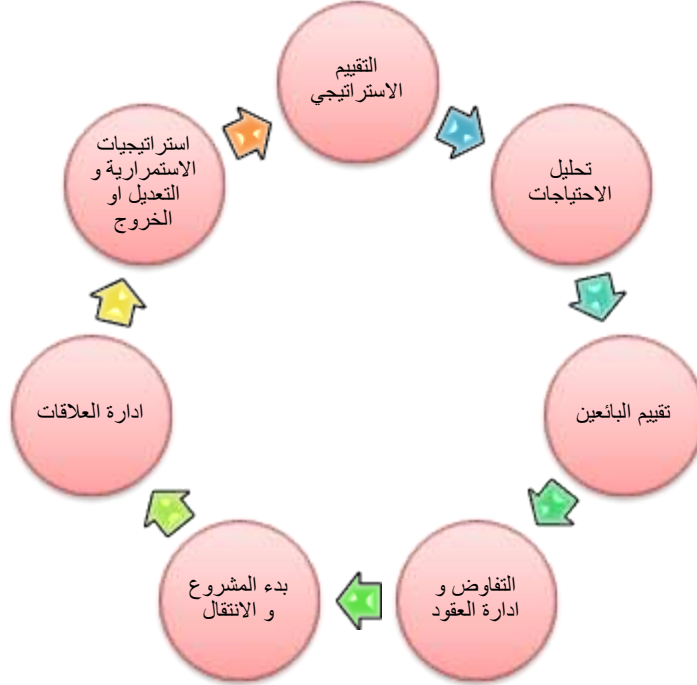 التقييم
الاستراتيجي
تحليل
الاحتياجات
تقييم البائعين
التفاوض و
ادارة العقود
بدء المشروع
و الانتقال
ادارة العلاقات
استراتيجيات
الاستمرارية و
التعديل او
الخروج